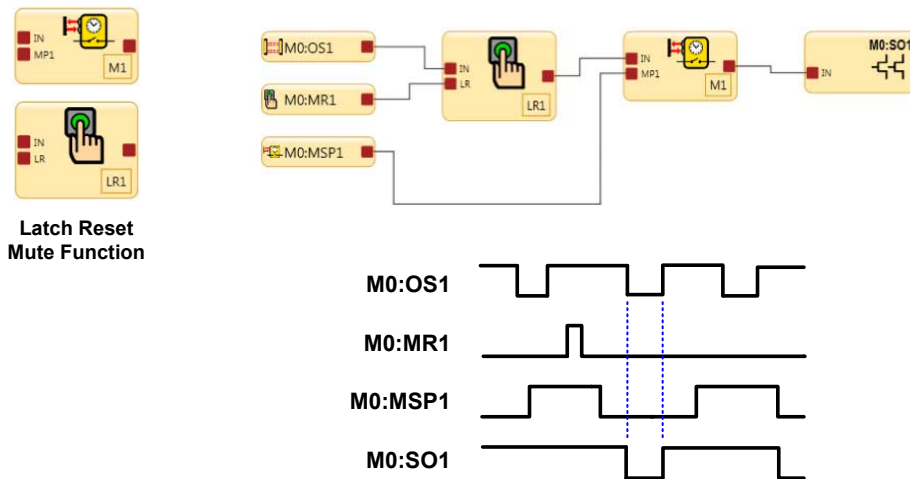 IN
MP1
M1
IN
LR
LR1
Latch Reset
Mute Function
M0:OS1
M0:MR1
M0:MSP1
IN
LR
LR1
IN
MP1
M1
M0:SO1
IN
M0:OS1
M0:MR1
M0:MSP1
M0:SO1